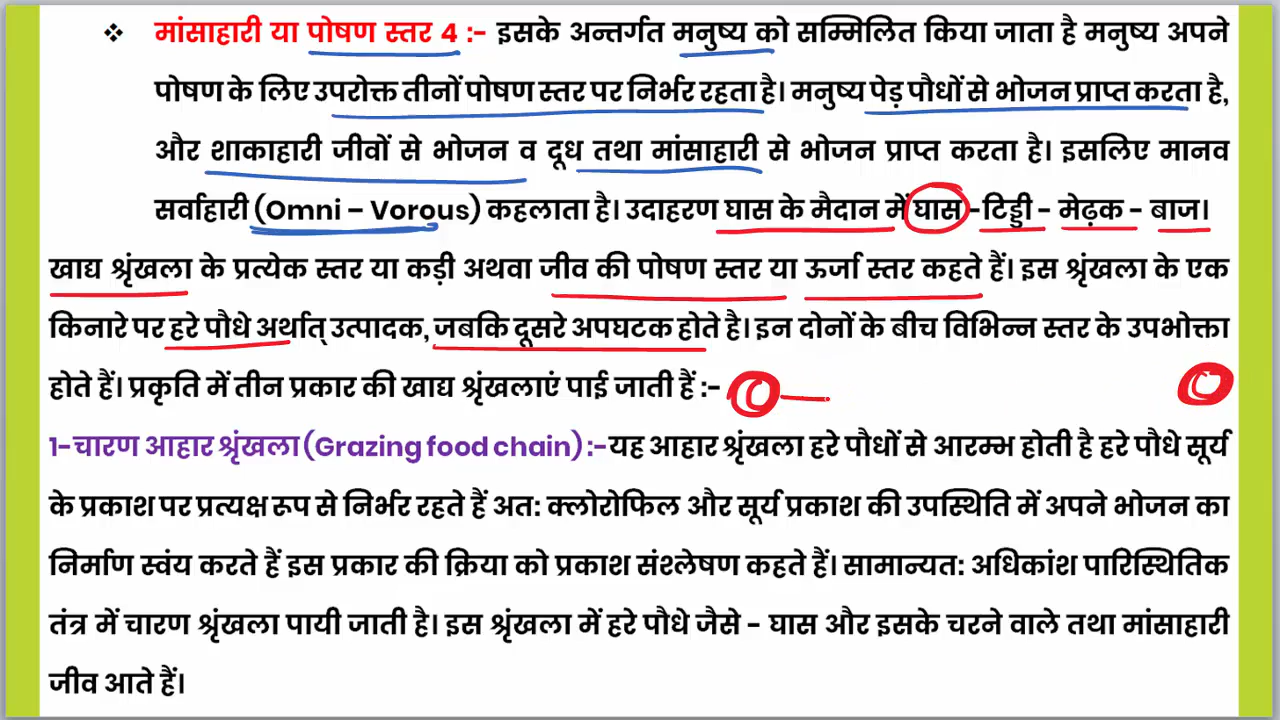 ❖ मांसाहारी या पोषण स्तर 4 :- इसके अन्तर्गत मनुष्य को सम्मिलित किया जाता है मनुष्य अपने
पोषण के लिए उपरोक्त तीनों पोषण स्तर पर निर्भर रहता है। मनुष्य पेड़ पौधों से भोजन प्राप्त करता है,
और शाकाहारी जीवों से भोजन व दूध तथा मांसाहारी से भोजन प्राप्त करता है। इसलिए मानव
सर्वाहारी (Omni – Vorous) कहलाता है। उदाहरण घास के मैदान में घास -टिड्डी - मेढ़क - बाज।
खाद्य श्रृंखला के प्रत्येक स्तर या कड़ी अथवा जीव की पोषण स्तर या ऊर्जा स्तर कहते हैं। इस श्रृंखला के एक
किनारे पर हरे पौधे अर्थात् उत्पादक, जबकि दूसरे अपघटक होते है। इन दोनों के बीच विभिन्न स्तर के उपभोक्ता
होते हैं। प्रकृति में तीन प्रकार की खाद्य श्रृंखलाएं पाई जाती हैं :-
1-चारण आहार श्रृंखला (Grazing food chain) :-यह आहार श्रृंखला हरे पौधों से आरम्भ होती है हरे पौधे सूर्य
के प्रकाश पर प्रत्यक्ष रूप से निर्भर रहते हैं अत: क्लोरोफिल और सूर्य प्रकाश की उपस्थिति में अपने भोजन का
निर्माण स्वंय करते हैं इस प्रकार की क्रिया को प्रकाश संश्लेषण कहते हैं। सामान्यत: अधिकांश पारिस्थितिक
तंत्र में चारण श्रृंखला पायी जाती है। इस श्रृंखला में हरे पौधे जैसे - घास और इसके चरने वाले तथा मांसाहारी
जीव आते हैं।